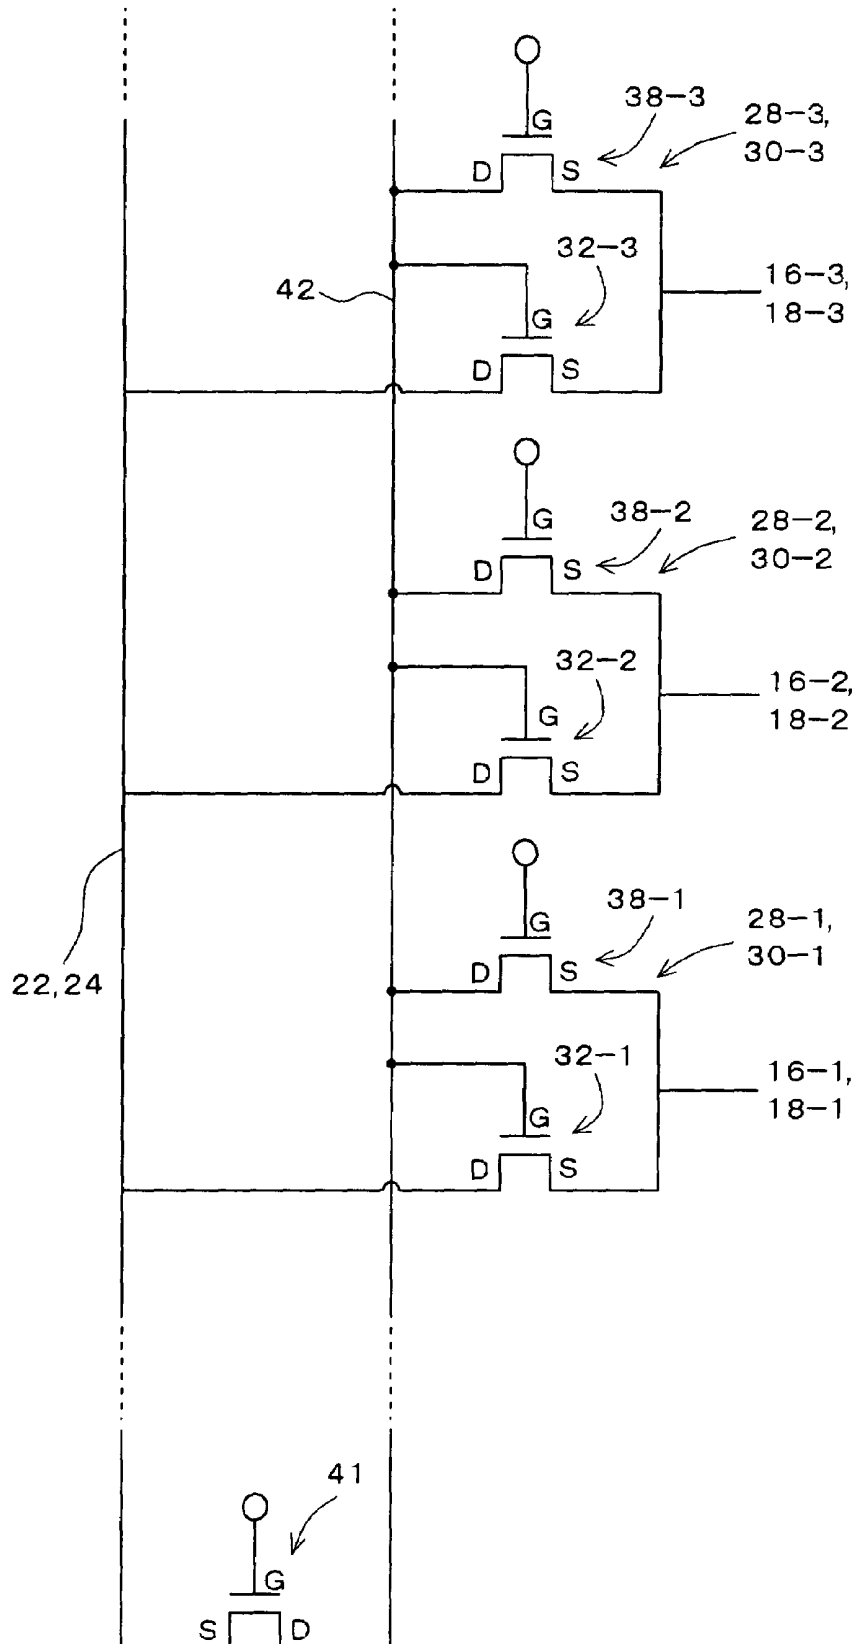 38-3
28-3,
30-3
G
D
S
32-3
42
16-3,
18-3
G
D
S
38-2
28-2,
30-2
G
D
S
32-2
16-2,
18-2
G
D
S
38-1
28-1,
30-1
G
D
S
22,24
32-1
16-1,
18-1
G
D
S
41
G
S
D